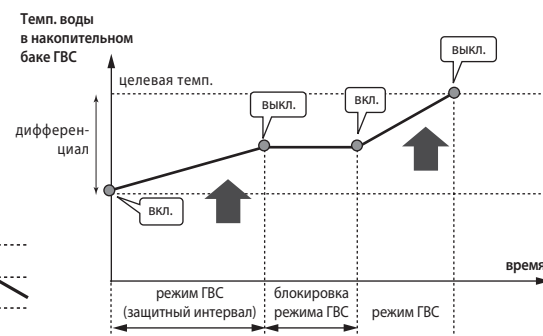 Темп. воды
в накопительном
баке ГВС
выкл.
целевая темп.
выкл.
вкл.
дифферен-
циал
вкл.
время
режим ГВС
(защитный интервал)
блокировка
режима ГВС
режим ГВС